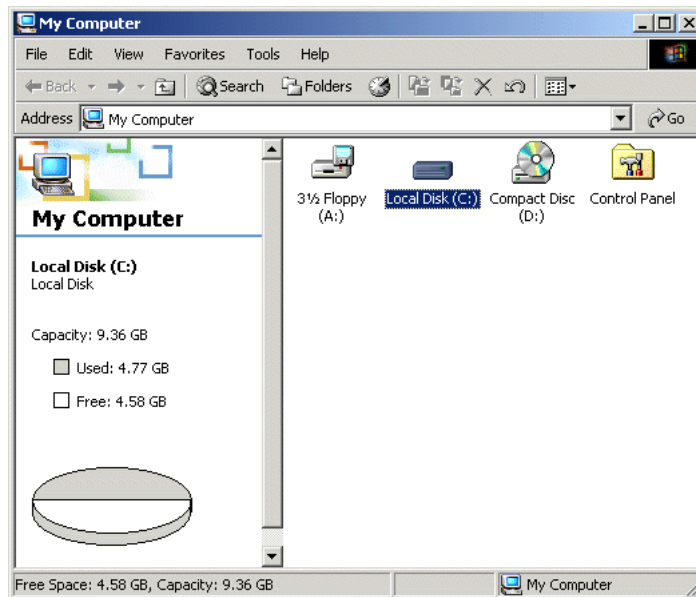 My Computer
File Edit View Favorites Tools Help
Back Search Folders
Address My Computer Go
My Computer
Local Disk (C:)
Local Disk
Capacity: 9.36 GB
Used: 4.77 GB
Free: 4.58 GB
3½ Floppy
(A:)
Local Disk (C:)
Compact Disc
(D:)
Control Panel
Free Space: 4.58 GB, Capacity: 9.36 GB My Computer